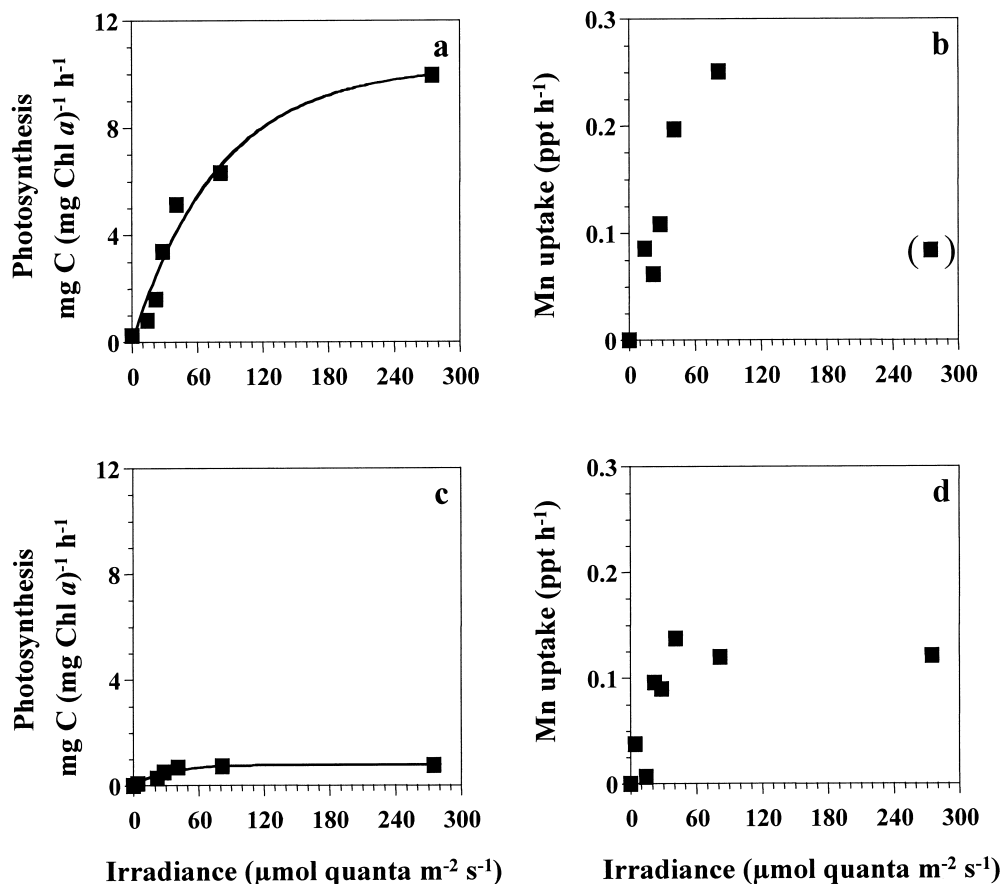 12
8
4
0
0 60 120 180 240 300
a
Photosynthesis
mg C (mg Chl a)-1 h-1
0.3
0.2
0.1
0
0 60 120 180 240 300
b
( )
Mn uptake (ppt h-1)
12
8
4
0
0 60 120 180 240 300
c
Photosynthesis
mg C (mg Chl a)-1 h-1
Irradiance (µmol quanta m-2 s-1)
0.3
0.2
0.1
0
0 60 120 180 240 300
d
Mn uptake (ppt h-1)
Irradiance (µmol quanta m-2 s-1)